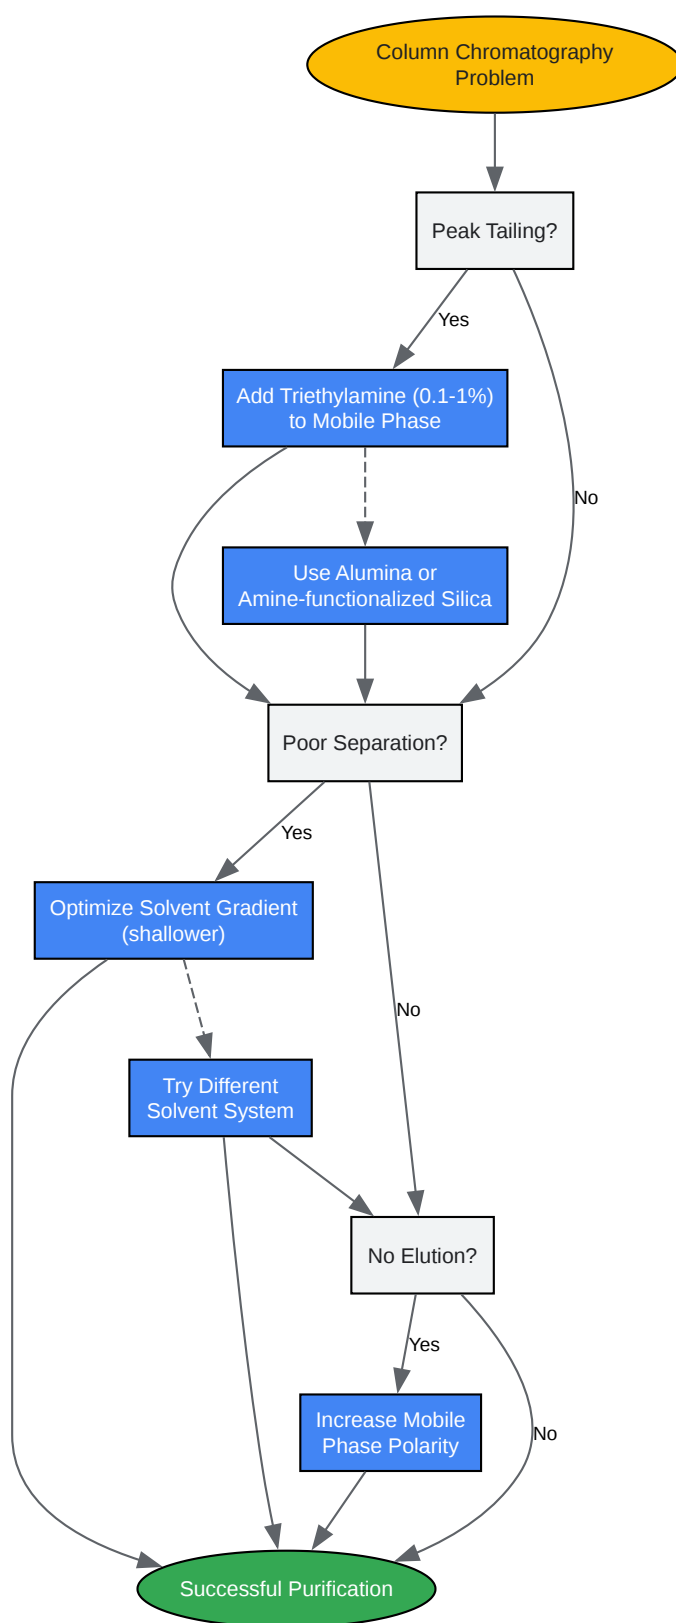 Column Chromatography
Problem
Peak Tailing?
Yes
Add Triethylamine (0.1-1%)
to Mobile Phase
No
Use Alumina or
Amine-functionalized Silica
Poor Separation?
Yes
Optimize Solvent Gradient
(shallower)
No
Try Different
Solvent System
No Elution?
Yes
Increase Mobile
Phase Polarity
No
Successful Purification